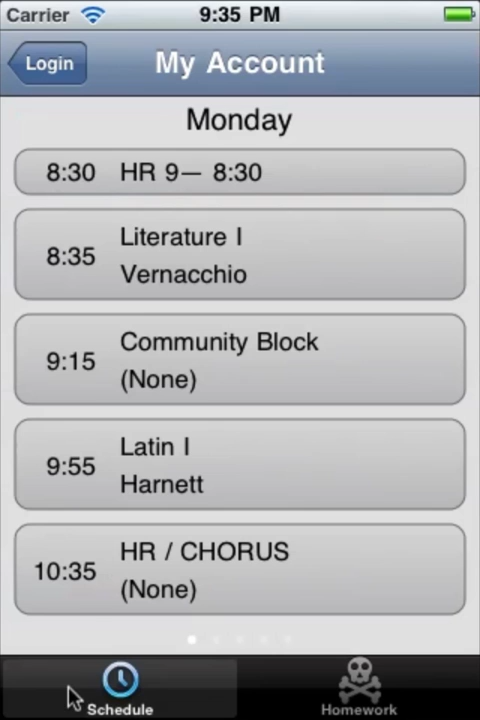 Carrier
9:35 PM
Login
My Account
Monday
8:30
HR 9— 8:30
8:35
Literature I
Vernacchio
9:15
Community Block
(None)
9:55
Latin I
Harnett
10:35
HR / CHORUS
(None)
Schedule
Homework